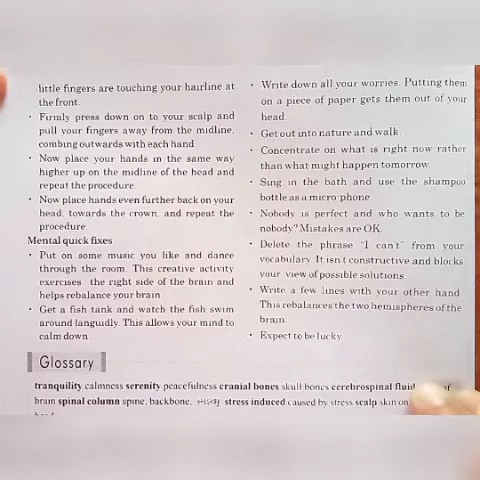 little fingers are touching your hairline at
the front.
• Firmly press down on to your scalp and
pull your fingers away from the midline,
combing outwards with each hand
• Now place your hands in the same way
higher up on the midline of the head and
repeat the procedure
• Now place hands even further back on your
head, towards the crown, and repeat the
procedure
Mental quick fixes
• Put on some music you like and dance
through the room. This creative activity
exercises the right side of the brain and
helps rebalance your brain
• Get a fish tank and watch the fish swim
around languidly. This allows your mind to
calm down
• Write down all your worries. Putting them
on a piece of paper gets them out of your
head
• Get out into nature and walk
• Concentrate on what is right now rather
than what might happen tomorrow
• Sing in the bath and use the shampoo
bottle as a micro phone
• Nobody is perfect and who wants to be
nobody? Mistakes are OK
• Delete the phrase "I can't" from your
vocabulary. It isn't constructive and blocks
your view of possible solutions
• Write a few lines with your other hand
This rebalances the two hemispheres of the
brain
• Expect to be lucky
Glossary
tranquility calmness serenity peacefulness cranial bones skull bones cerebrospinal fluid
brain spinal column spine, backbone, stress induced caused by stress scalp skin on